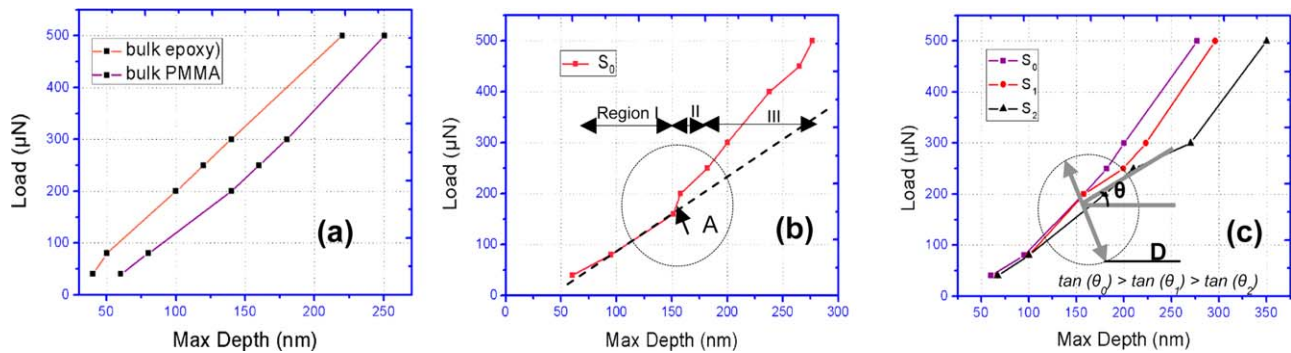 (a)
bulk epoxy)
bulk PMMA
Load (µN)
500
400
300
200
100
0
50
100
150
200
250
Max Depth (nm)
(b)
S0
Region I
II
III
A
Load (µN)
500
400
300
200
100
0
50
100
150
200
250
300
Max Depth (nm)
(c)
S0
S1
S2
θ
D
tan (θ0) > tan (θ1) > tan (θ2)
Load (µN)
500
400
300
200
100
0
50
100
150
200
250
300
350
375
Max Depth (nm)